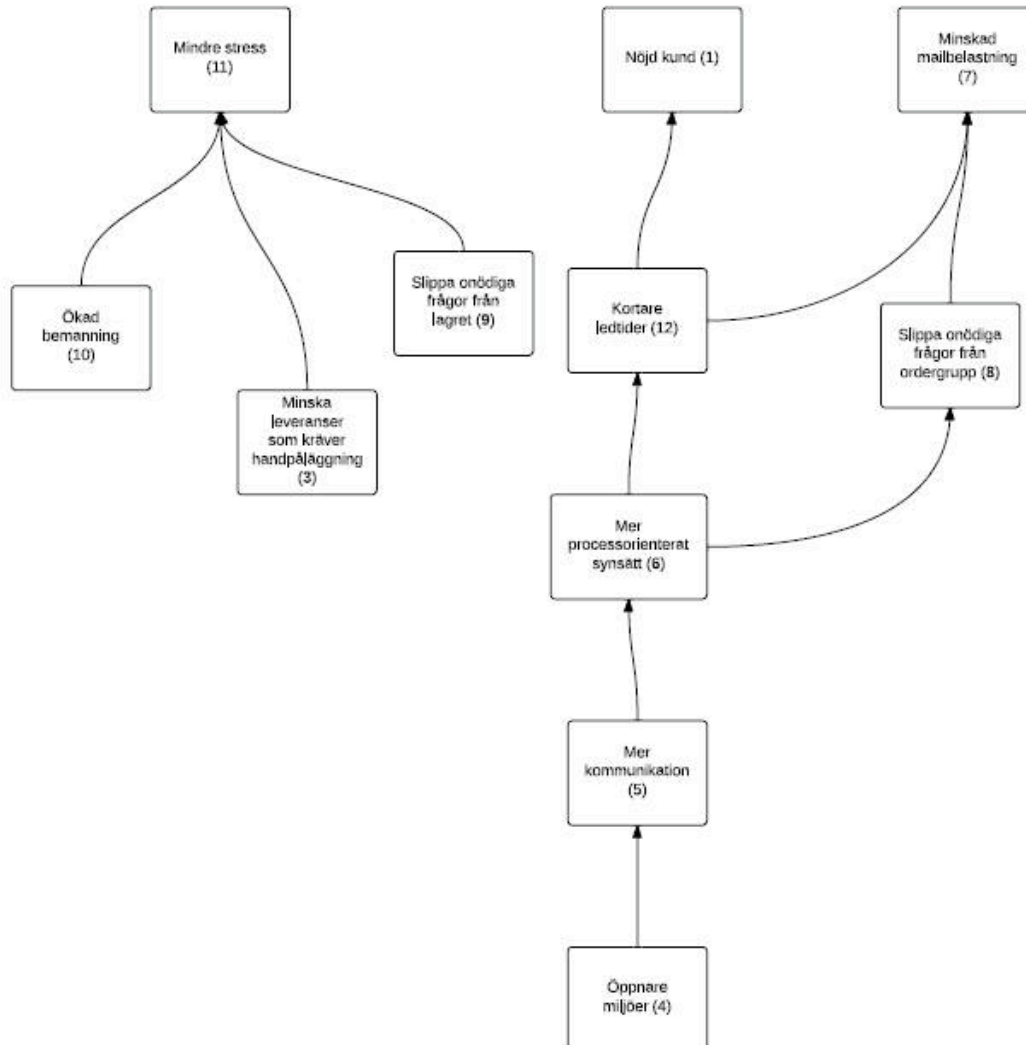 Mindre stress
(11)
Nöjd kund (1)
Minskad
mailbelastning
(7)
Ökad
bemanning
(10)
Slippa onödiga
frågor från
lagret (9)
Kortare
ledtider (12)
Slippa onödiga
frågor från
ordergrupp (8)
Minska
leveranser
som kräver
handpåläggning
(3)
Mer
processorienterat
synsätt (6)
Mer
kommunikation
(5)
Öppnare
miljöer (4)